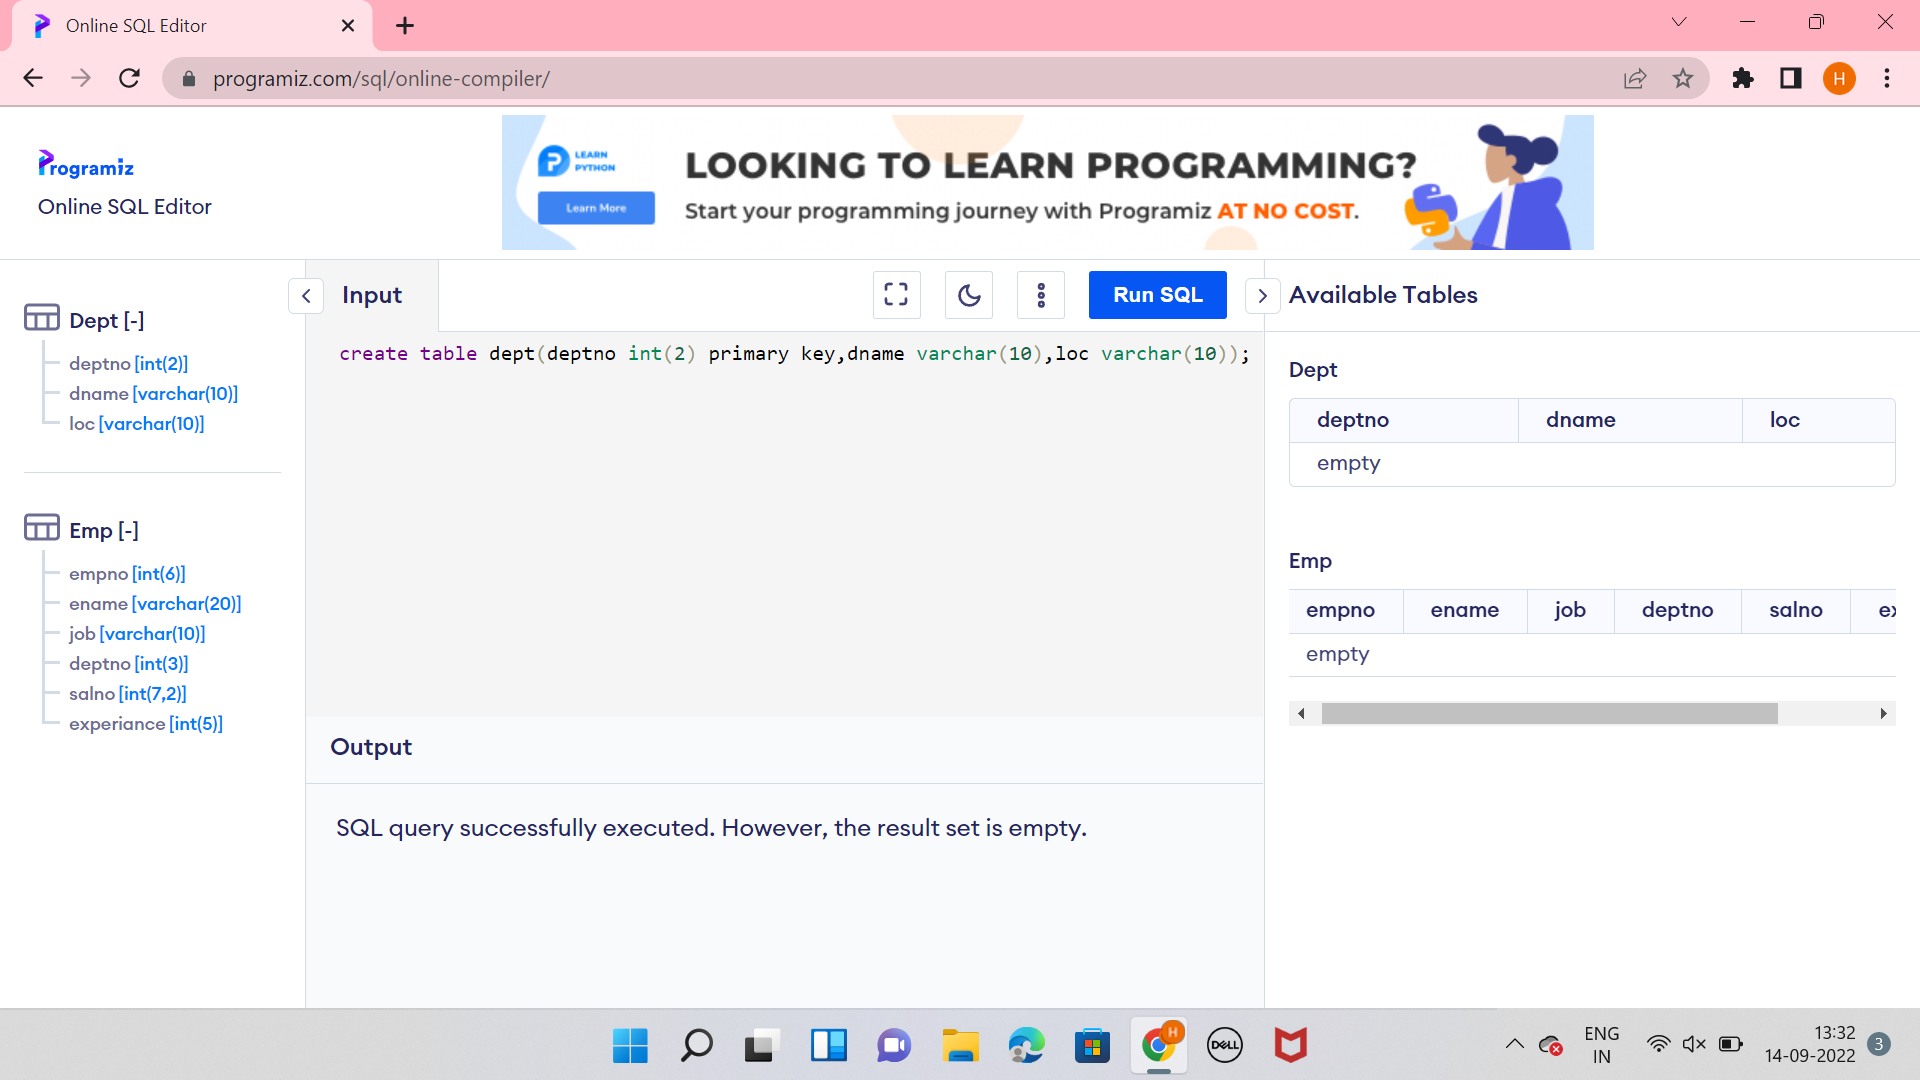 Online SQL Editor
programiz.com/sql/online-compiler/
H
Programiz
Online SQL Editor
LEARN
PYTHON
Learn More
LOOKING TO LEARN PROGRAMMING?
Start your programming journey with Programiz AT NO COST.
Dept [-]
deptno [int(2)]
dname [varchar(10)]
loc [varchar(10)]
Emp [-]
empno [int(6)]
ename [varchar(20)]
job [varchar(10)]
deptno [int(3)]
salno [int(7,2)]
experiance [int(5)]
Input
Run SQL
create table dept(deptno int(2) primary key,dname varchar(10),loc varchar(10));
Output
SQL query successfully executed. However, the result set is empty.
Available Tables
Dept
deptno dname loc
empty
Emp
empno ename job deptno salno ex
empty
H
DELL
ENG
IN
13:32
14-09-2022
3